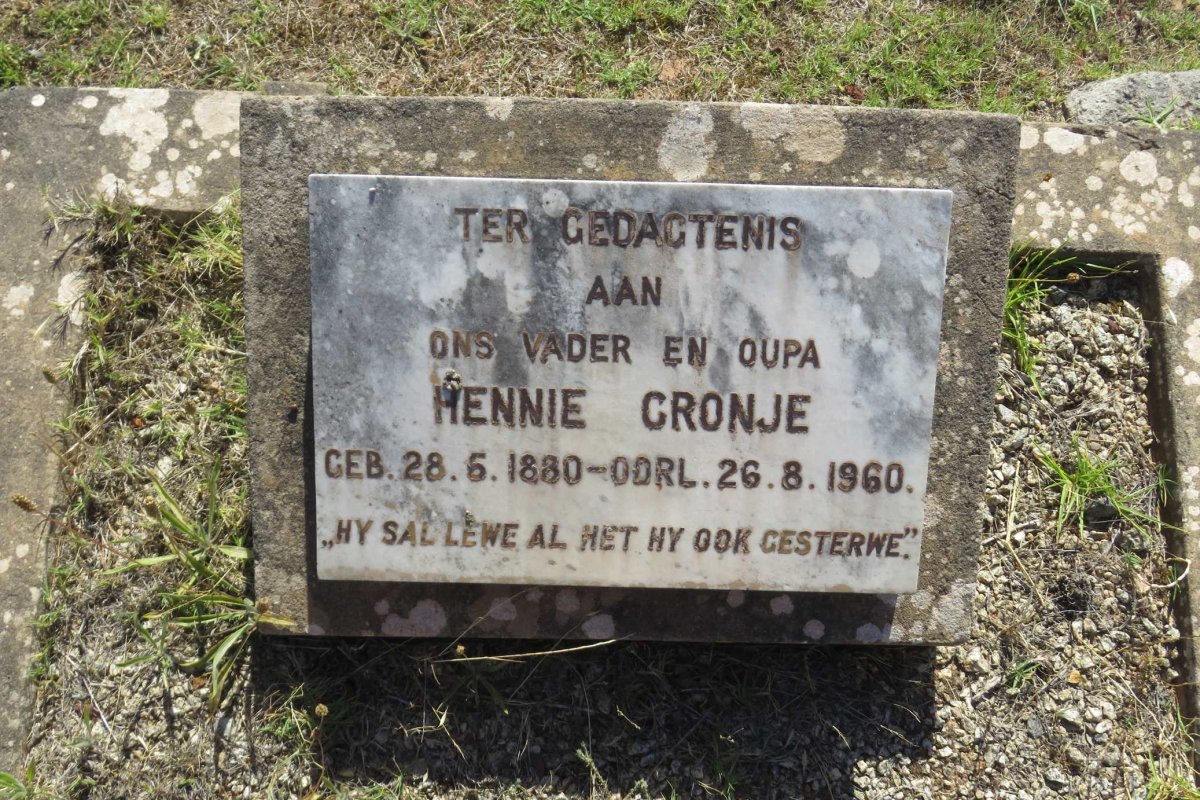 TER GEDAGTENIS
AAN
ONS VADER EN OUPA
HENNIE CRONJE
GEB. 28.5.1880-OORL.26.8.1960.
„HY SAL LEWE AL HET HY OOK GESTERWE."